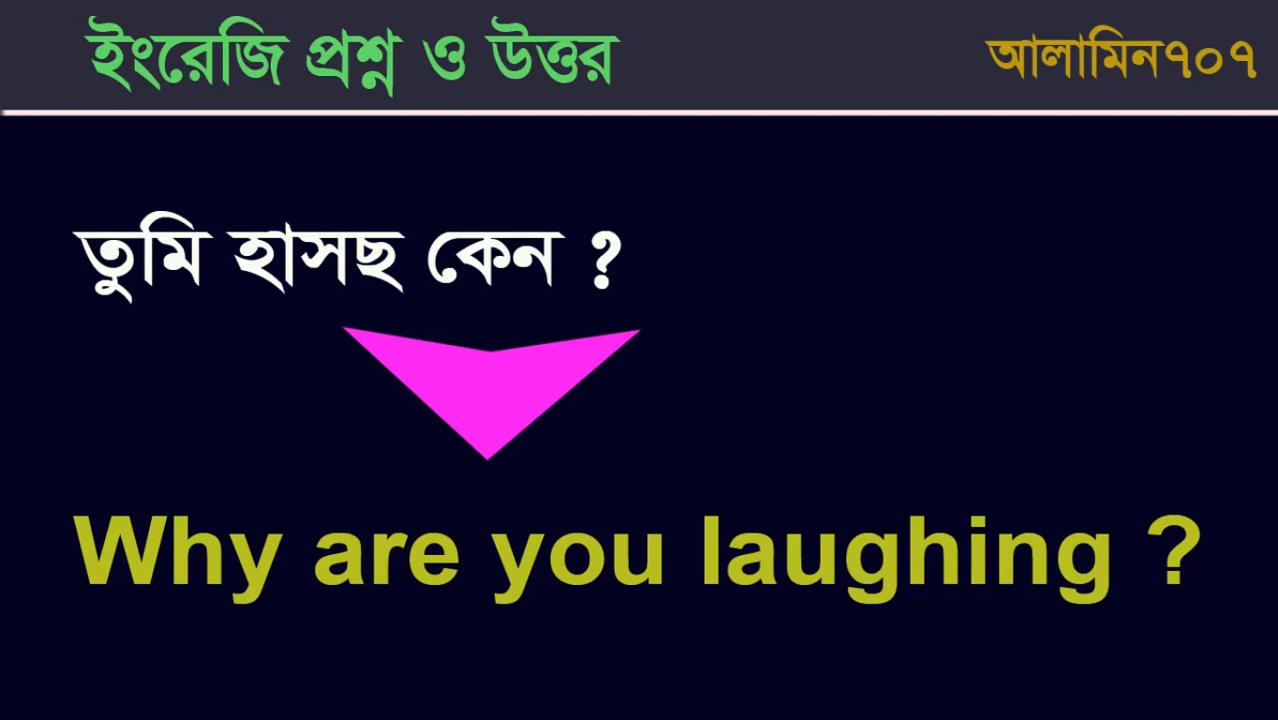 ইংরেজি প্রশ্ন ও উত্তর
আলামিন৭০৭
তুমি হাসছ কেন ?
Why are you laughing ?